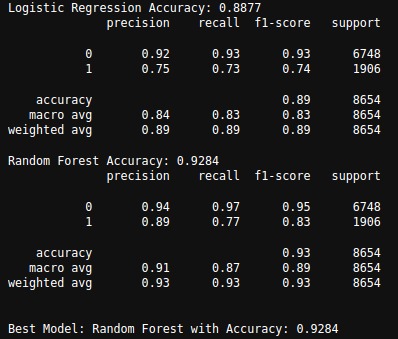 Logistic Regression Accuracy: 0.8877
              precision    recall  f1-score   support

           0       0.92      0.93      0.93      6748
           1       0.75      0.73      0.74      1906

    accuracy                           0.89      8654
   macro avg       0.84      0.83      0.83      8654
weighted avg       0.89      0.89      0.89      8654

Random Forest Accuracy: 0.9284
              precision    recall  f1-score   support

           0       0.94      0.97      0.95      6748
           1       0.89      0.77      0.83      1906

    accuracy                           0.93      8654
   macro avg       0.91      0.87      0.89      8654
weighted avg       0.93      0.93      0.93      8654


Best Model: Random Forest with Accuracy: 0.9284